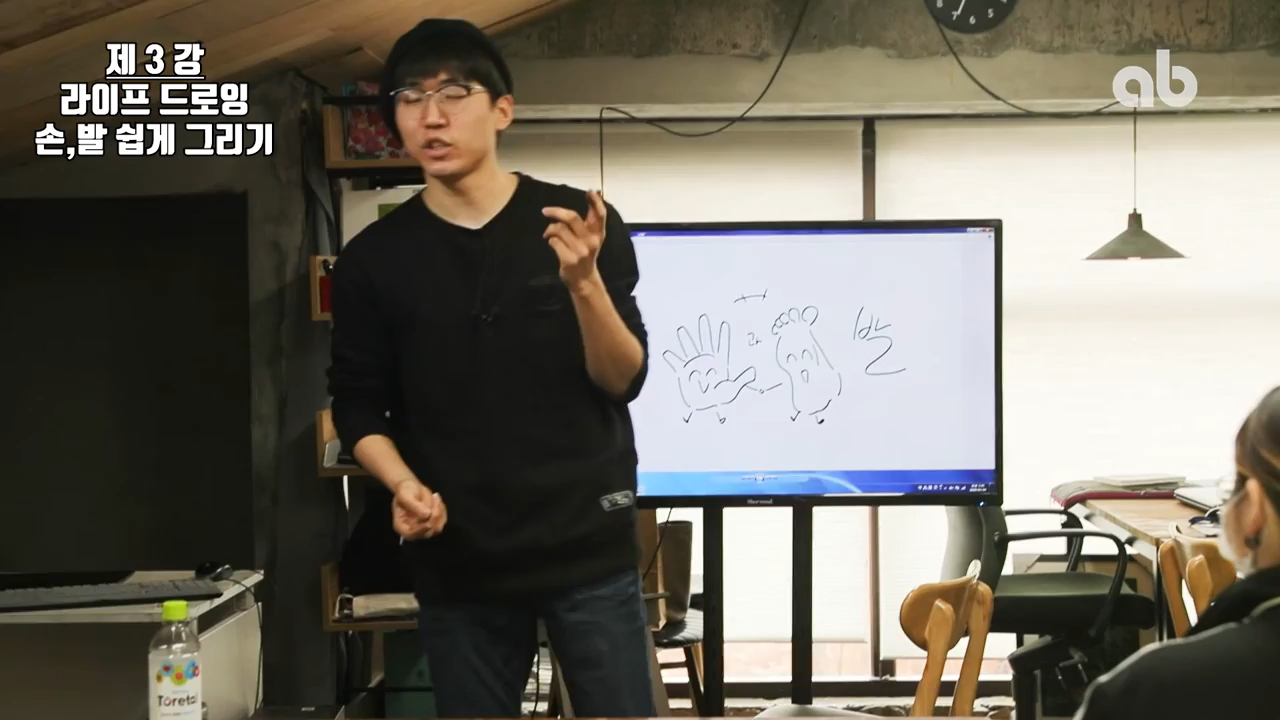 제 3 강
라이프 드로잉
손,발 쉽게 그리기
ab
발
Toreta!